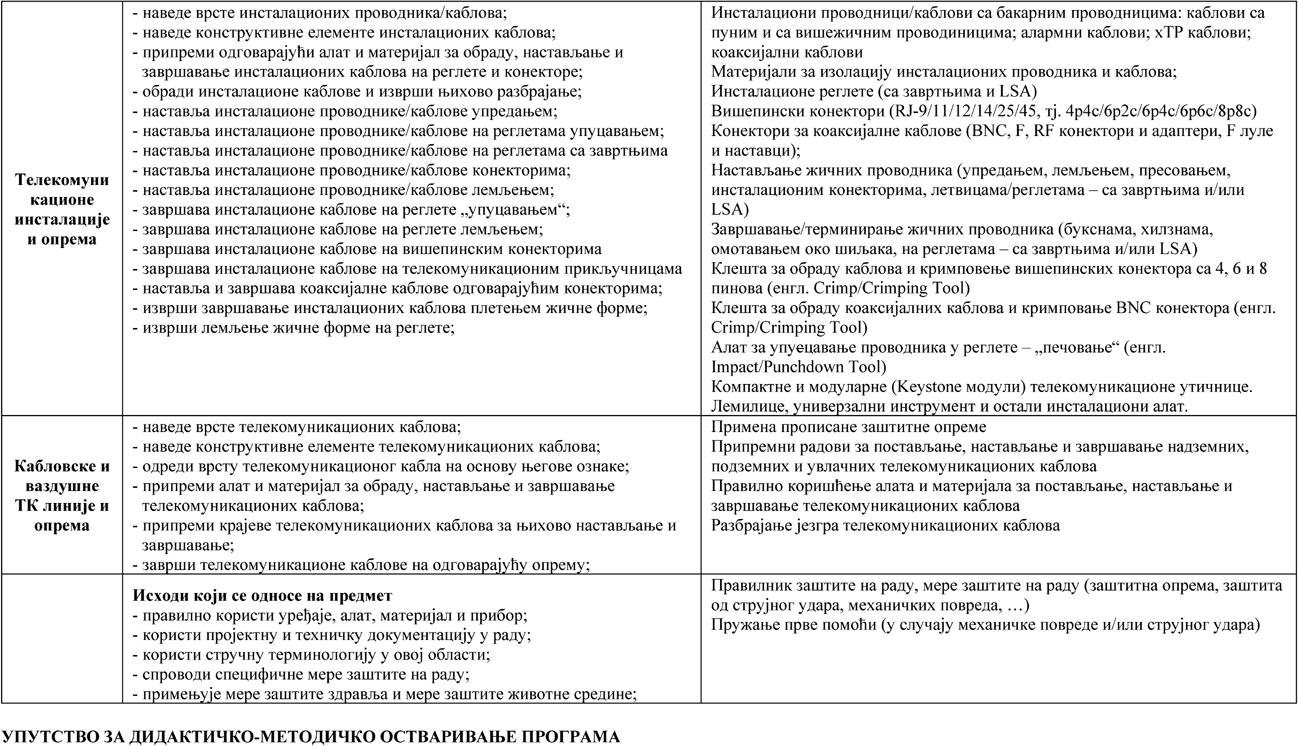 - наведе врсте инсталационих проводника/каблова;
- наведе конструктивне елементе инсталационих каблова;
- припреми одговарајући алат и материјал за обраду, настављање и
завршавање инсталационих каблова на реглете и конекторе;
- обради инсталационе каблове и изврши њихово разбрајање;
- наставља инсталационе проводнике/каблове упредањем;
- наставља инсталационе проводнике/каблове на реглетама упуцавањем;
- наставља инсталационе проводнике/каблове на реглетама са завртњима
- наставља инсталационе проводнике/каблове конекторима;
- наставља инсталационе проводнике/каблове лемљењем;
- завршава инсталационе каблове на реглете „упуцавањем“;
- завршава инсталационе каблове на реглете лемљењем;
- завршава инсталационе каблове на вишепинским конекторима
- завршава инсталационе каблове на телекомуникационим прикључницама
- наставља и завршава коаксијалне каблове одговарајућим конекторима;
- изврши завршавање инсталационих каблова плетењем жичне форме;
- изврши лемљење жичне форме на реглете;
Телекомуни
кационе
инсталације
и опрема
Инсталациони проводници/каблови са бакарним проводницима: каблови са
пуним и са вишежичним проводиницима; алармни каблови; xTP каблови;
коаксијални каблови
Материјали за изолацију инсталационих проводника и каблова;
Инсталационе реглете (са завртњима и LSA)
Вишепински конектори (RJ-9/11/12/14/25/45, тј. 4p4c/6p2c/6p4c/6p6c/8p8c)
Конектори за коаксијалне каблове (BNC, F, RF конектори и адаптери, F луле
и наставци);
Настављање жичних проводника (упредањем, лемљењем, пресовањем,
инсталационим конекторима, летвицама/реглетама – са завртњима и/или
LSA)
Завршавање/терминирање жичних проводника (букснама, хилзнама,
омотавањем око шиљака, на реглетама – са завртњима и/или LSA)
Клешта за обраду каблова и кримповење вишепинских конектора са 4, 6 и 8
пинова (енгл. Crimp/Crimping Tool)
Клешта за обраду коаксијалних каблова и кримповање BNC конектора (енгл.
Crimp/Crimping Tool)
Алат за упуецавање проводника у реглете – „печовање“ (енгл.
Impact/Punchdown Tool)
Компактне и модуларне (Keystone модули) телекомуникационе утичнице.
Лемилице, универзални инструмент и остали инсталациони алат.
Кабловске и
ваздушне
ТК линије и
опрема
- наведе врсте телекомуникационих каблова;
- наведе конструктивне елементе телекомуникационих каблова;
- одреди врсту телекомуникационог кабла на основу његове ознаке;
- припреми алат и материјал за обраду, настављање и завршавање
телекомуникационих каблова;
- припреми крајеве телекомуникационих каблова за њихово настављање и
завршавање;
- заврши телекомуникационе каблове на одговарајућу опрему;
Примена прописане заштитне опреме
Припремни радови за постављање, настављање и завршавање надземних,
подземних и увлачних телекомуникационих каблова
Правилно коришћење алата и материјала за постављање, настављање и
завршавање телекомуникационих каблова
Разбрајање језгра телекомуникационих каблова
Исходи који се односе на предмет
- правилно користи уређаје, алат, материјал и прибор;
- користи пројектну и техничку документацију у раду;
- користи стручну терминологију у овој области;
- спроводи специфичне мере заштите на раду;
- примењује мере заштите здравља и мере заштите животне средине;
Правилник заштите на раду, мере заштите на раду (заштитна опрема, заштита
од струјног удара, механичких повреда, …)
Пружање прве помоћи (у случају механичке повреде и/или струјног удара)
УПУТСТВО ЗА ДИДАКТИЧКО-МЕТОДИЧКО ОСТВАРИВАЊЕ ПРОГРАМА